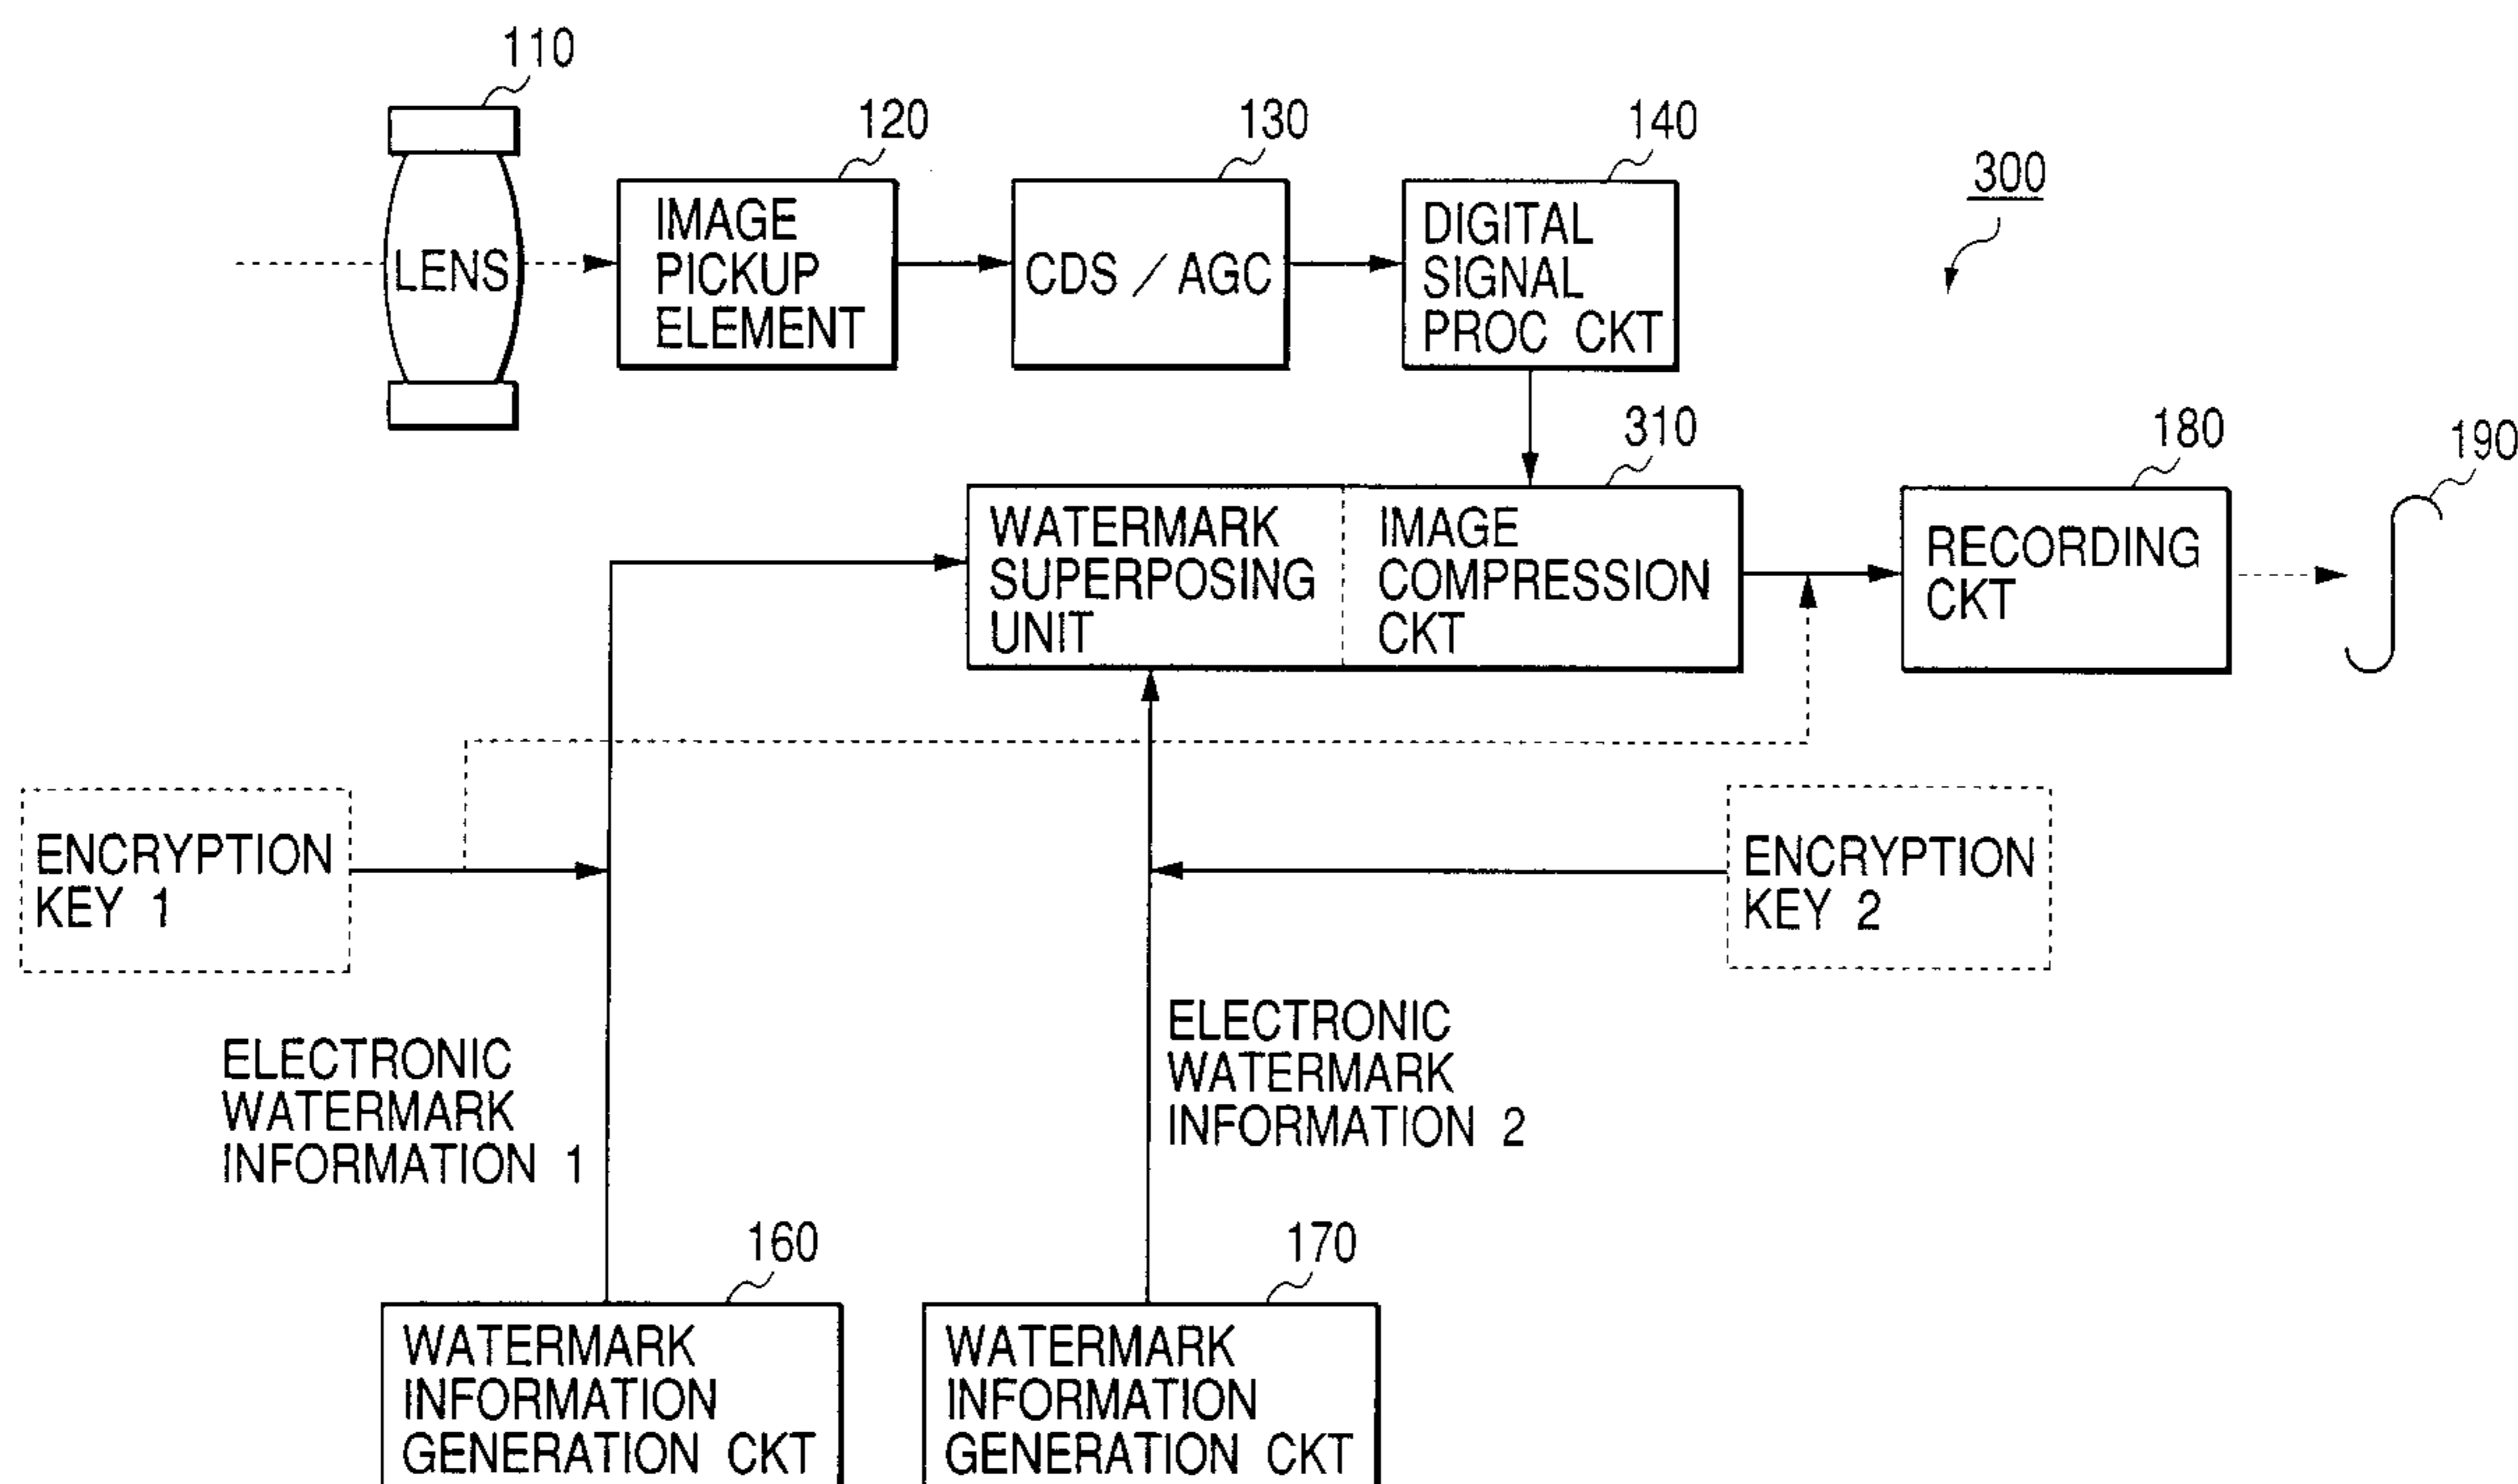 110
120
130
140
300
LENS
IMAGE
PICKUP
ELEMENT
CDS / AGC
DIGITAL
SIGNAL
PROC CKT
310
180
190
WATERMARK
SUPERPOSING
UNIT
IMAGE
COMPRESSION
CKT
RECORDING
CKT
ENCRYPTION
KEY 1
ENCRYPTION
KEY 2
ELECTRONIC
WATERMARK
INFORMATION 1
ELECTRONIC
WATERMARK
INFORMATION 2
160
170
WATERMARK
INFORMATION
GENERATION CKT
WATERMARK
INFORMATION
GENERATION CKT